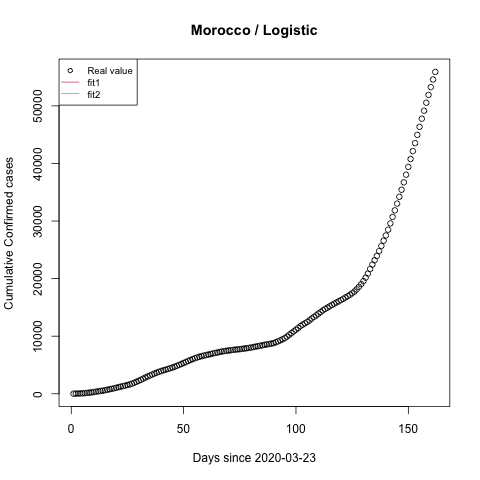 Morocco / Logistic
Real value
fit1
fit2
50000
40000
30000
20000
10000
0
Cumulative Confirmed cases
0 50 100 150
Days since 2020-03-23